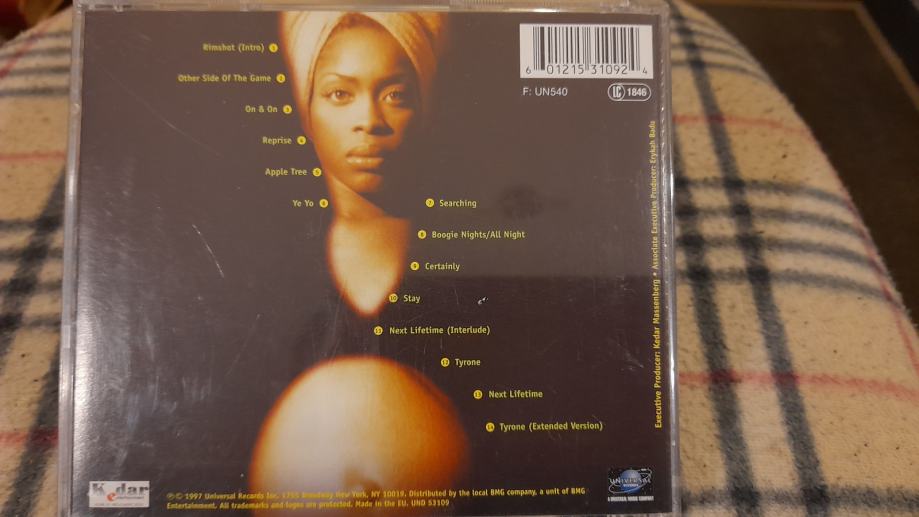 Rimshot (Intro) 1
Other Side Of The Game 2
On & On 3
Reprise 4
Apple Tree 5
Ye Yo 6
7 Searching
8 Boogie Nights/All Night
9 Certainly
10 Stay
11 Next Lifetime (Interlude)
12 Tyrone
13 Next Lifetime
14 Tyrone (Extended Version)
6 01215 31092 4
F: UN540
LC 1846
Executive Producer: Kedar Massenberg • Associate Executive Producer: Erykah Badu
Kedar
℗© 1997 Universal Records Inc. 1755 Broadway New York, NY 10019. Distributed by the local BMG company, a unit of BMG
Entertainment. All trademarks and logos are protected. Made in the EU. UND 53109
UNIVERSAL
RECORDS
A UNIVERSAL MUSIC COMPANY